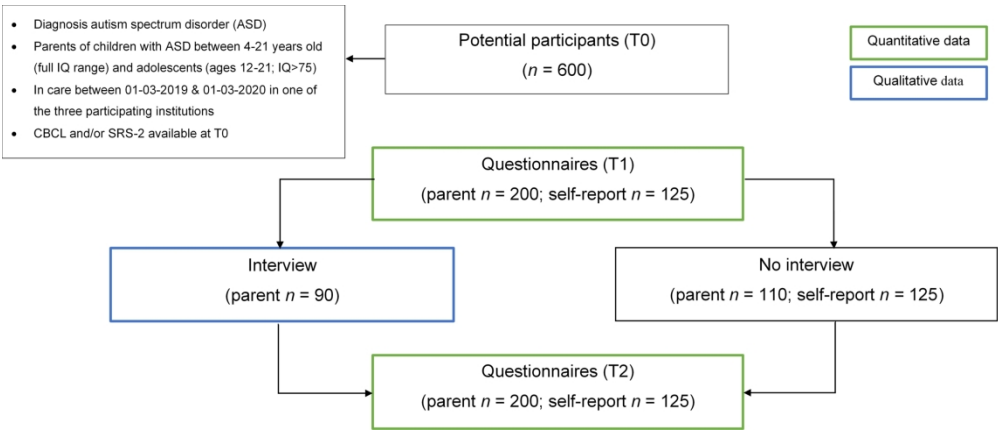 • Diagnosis autism spectrum disorder (ASD)
• Parents of children with ASD between 4-21 years old
(full IQ range) and adolescents (ages 12-21; IQ>75)
• In care between 01-03-2019 & 01-03-2020 in one of
the three participating institutions
• CBCL and/or SRS-2 available at T0
Potential participants (T0)
(n = 600)
Quantitative data
Qualitative data
Questionnaires (T1)
(parent n = 200; self-report n = 125)
Interview
(parent n = 90)
No interview
(parent n = 110; self-report n = 125)
Questionnaires (T2)
(parent n = 200; self-report n = 125)